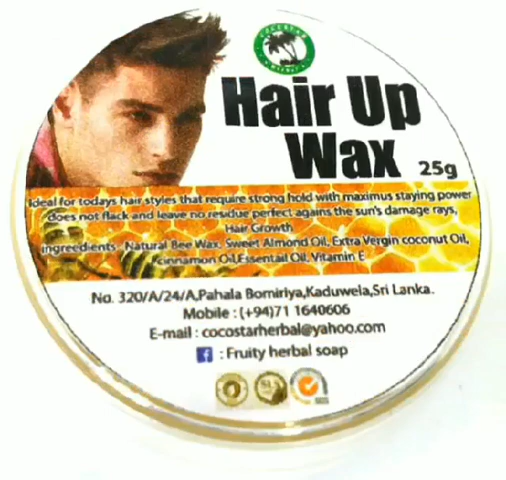 COCOSTAR
Hair Up
Wax 25g
Ideal for todays hair styles that require strong hold with maximus staying power
does not flack and leave no residue perfect agains the sun's damage rays,
Hair Growth
ingreedients - Natural Bee Wax, Sweet Almond Oil, Extra Vergin coconut Oil,
cinnamon Oil,Essentail Oil, Vitamin E
No. 320/A/24/A,Pahala Bomiriya,Kaduwela,Sri Lanka.
Mobile : (+94)71 1640606
E-mail : cocostarherbal@yahoo.com
f : Fruity herbal soap